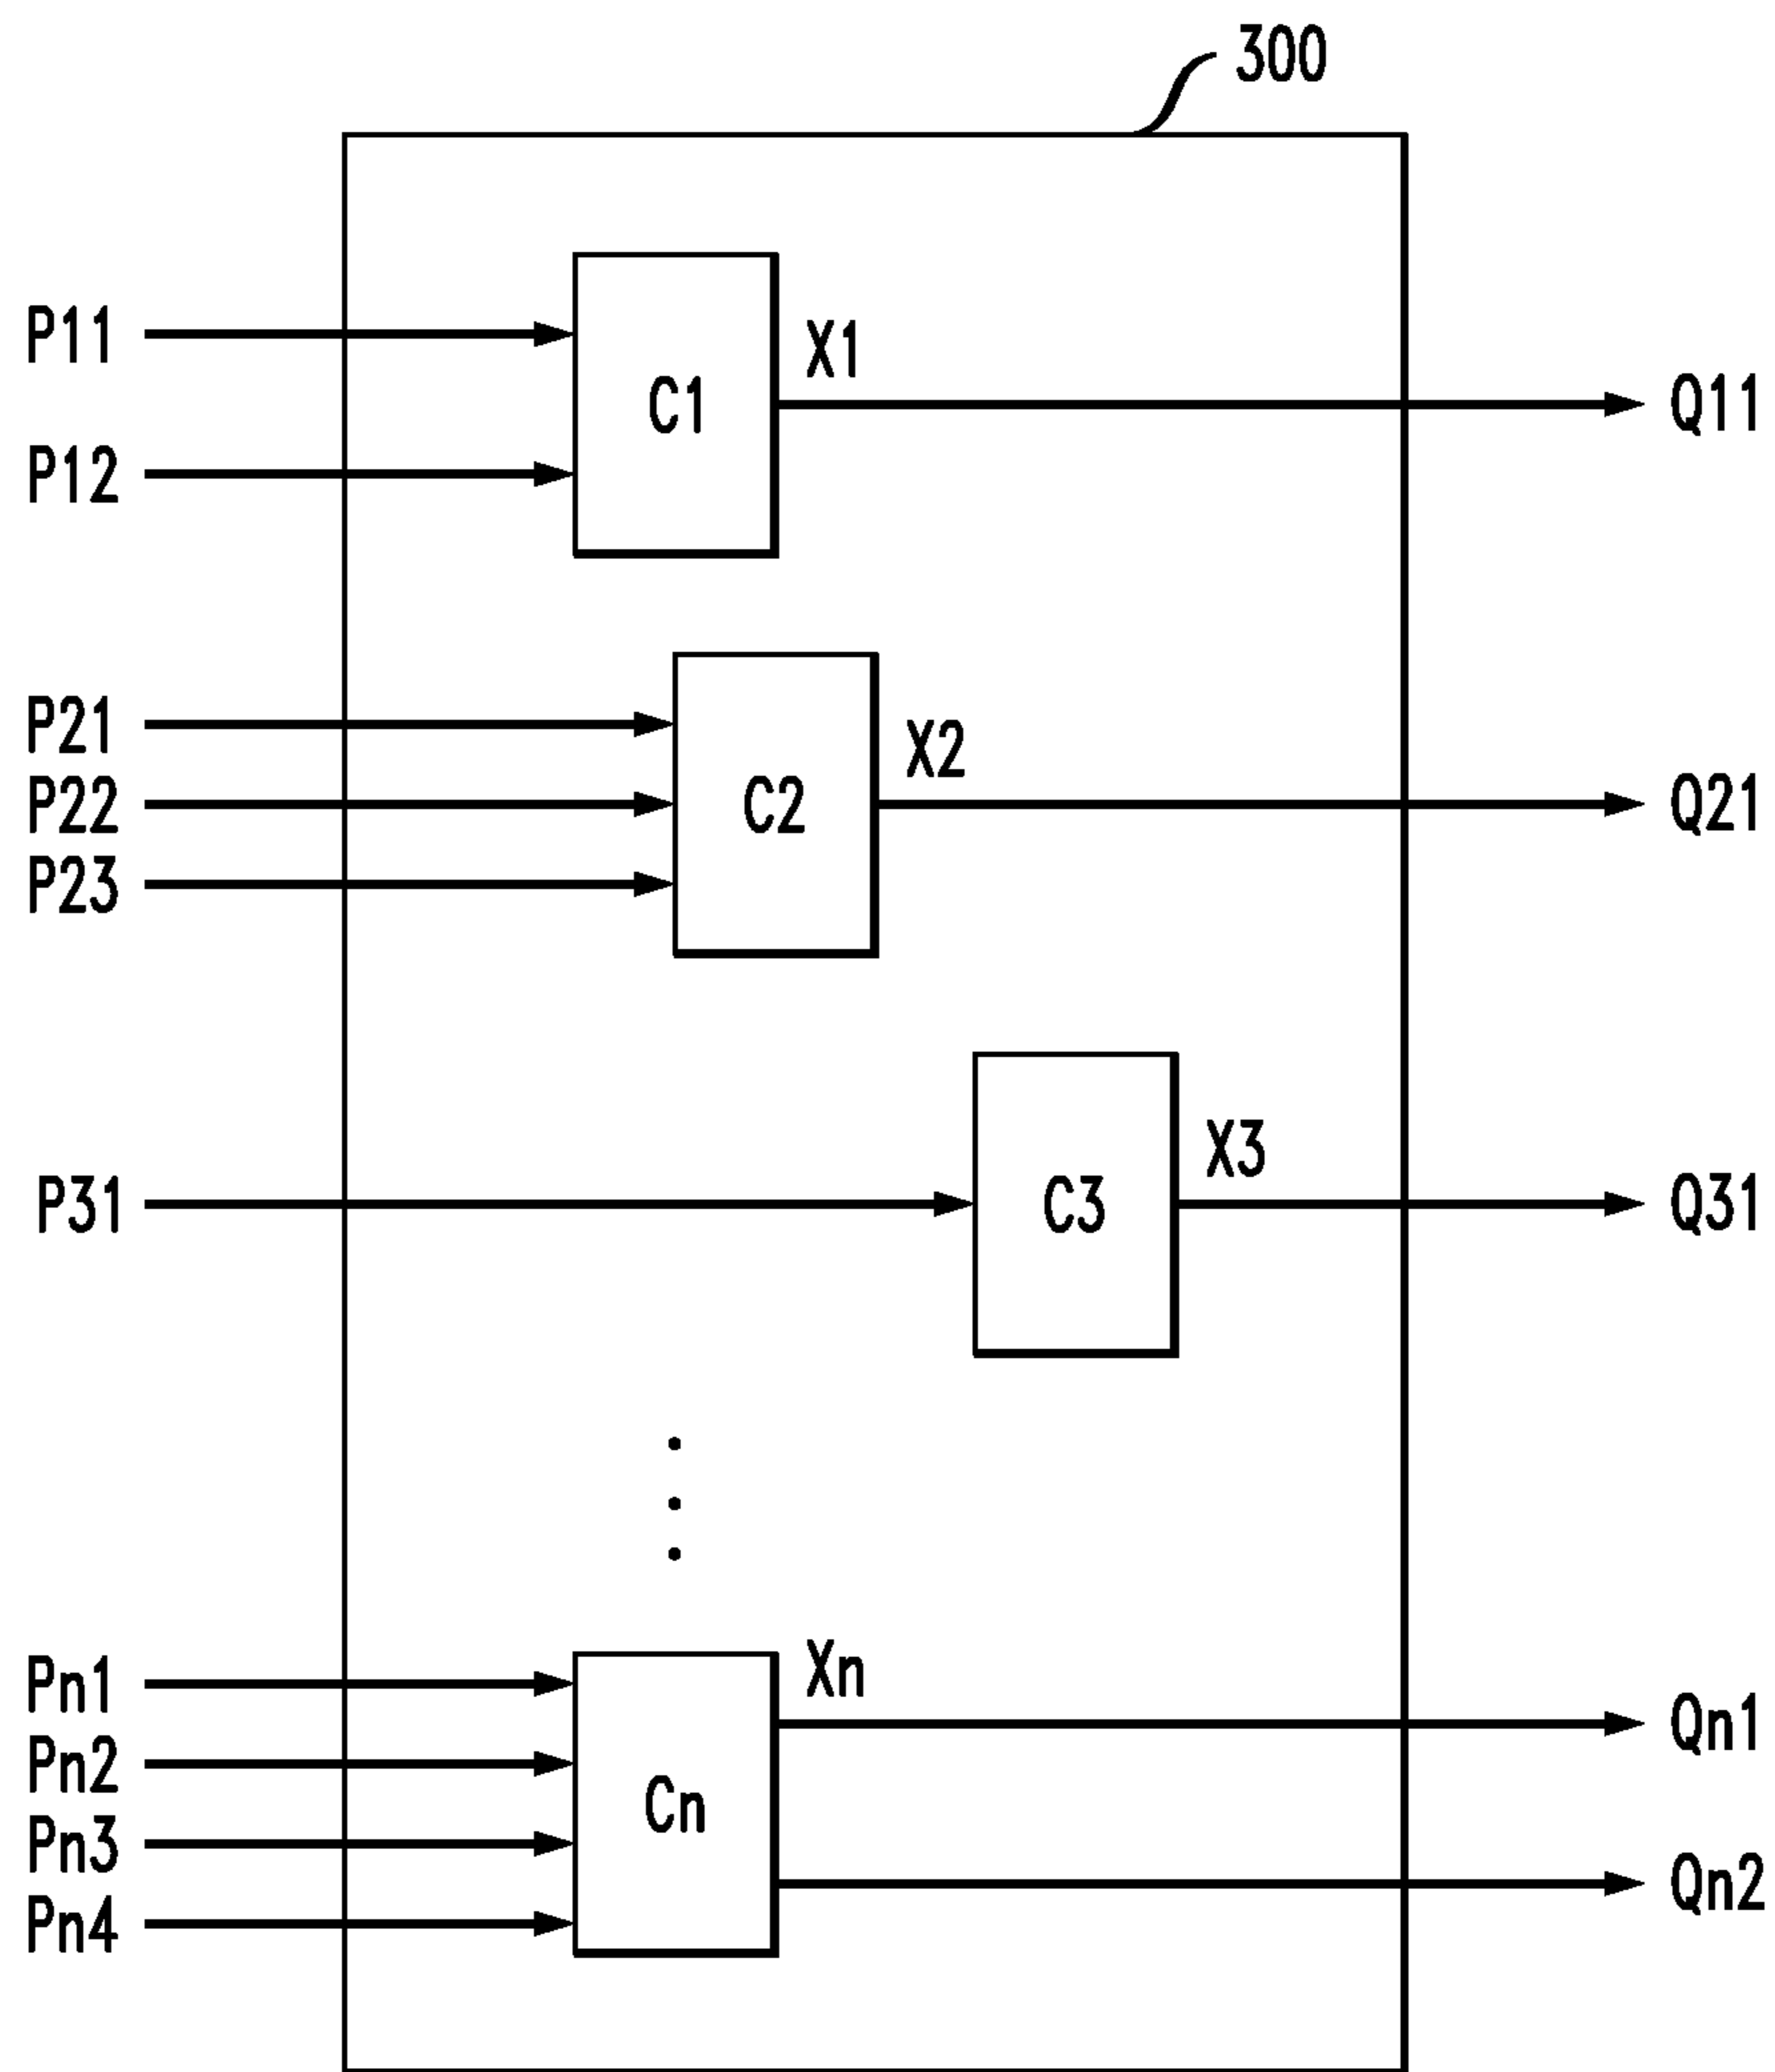 300
P11
X1
C1
Q11
P12
P21
X2
P22
C2
Q21
P23
X3
P31
C3
Q31
Pn1
Xn
Qn1
Pn2
Cn
Pn3
Qn2
Pn4